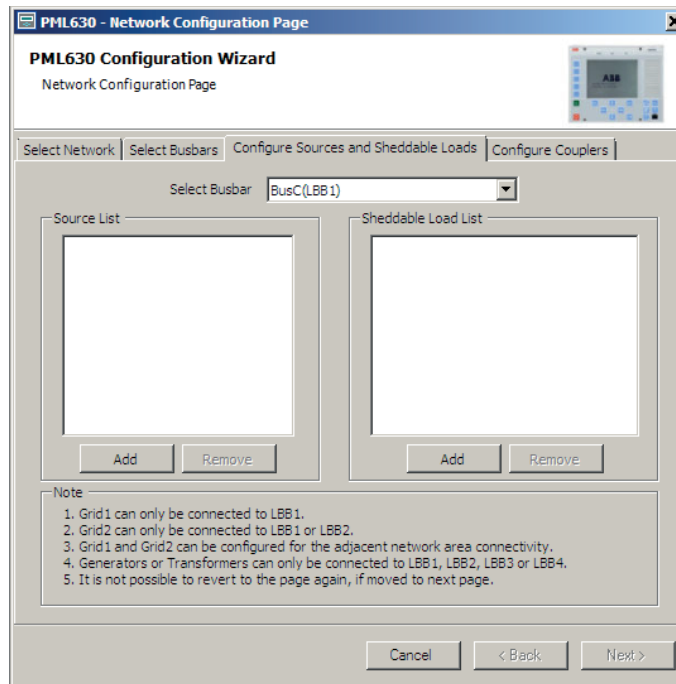 PML630 - Network Configuration Page
PML630 Configuration Wizard
Network Configuration Page
ABB
Select Network
Select Busbars
Configure Sources and Sheddable Loads
Configure Couplers
Select Busbar
BusC(LBB1)
Source List
Sheddable Load List
Add
Remove
Add
Remove
Note
1. Grid1 can only be connected to LBB1.
2. Grid2 can only be connected to LBB1 or LBB2.
3. Grid1 and Grid2 can be configured for the adjacent network area connectivity.
4. Generators or Transformers can only be connected to LBB1, LBB2, LBB3 or LBB4.
5. It is not possible to revert to the page again, if moved to next page.
Cancel
< Back
Next >